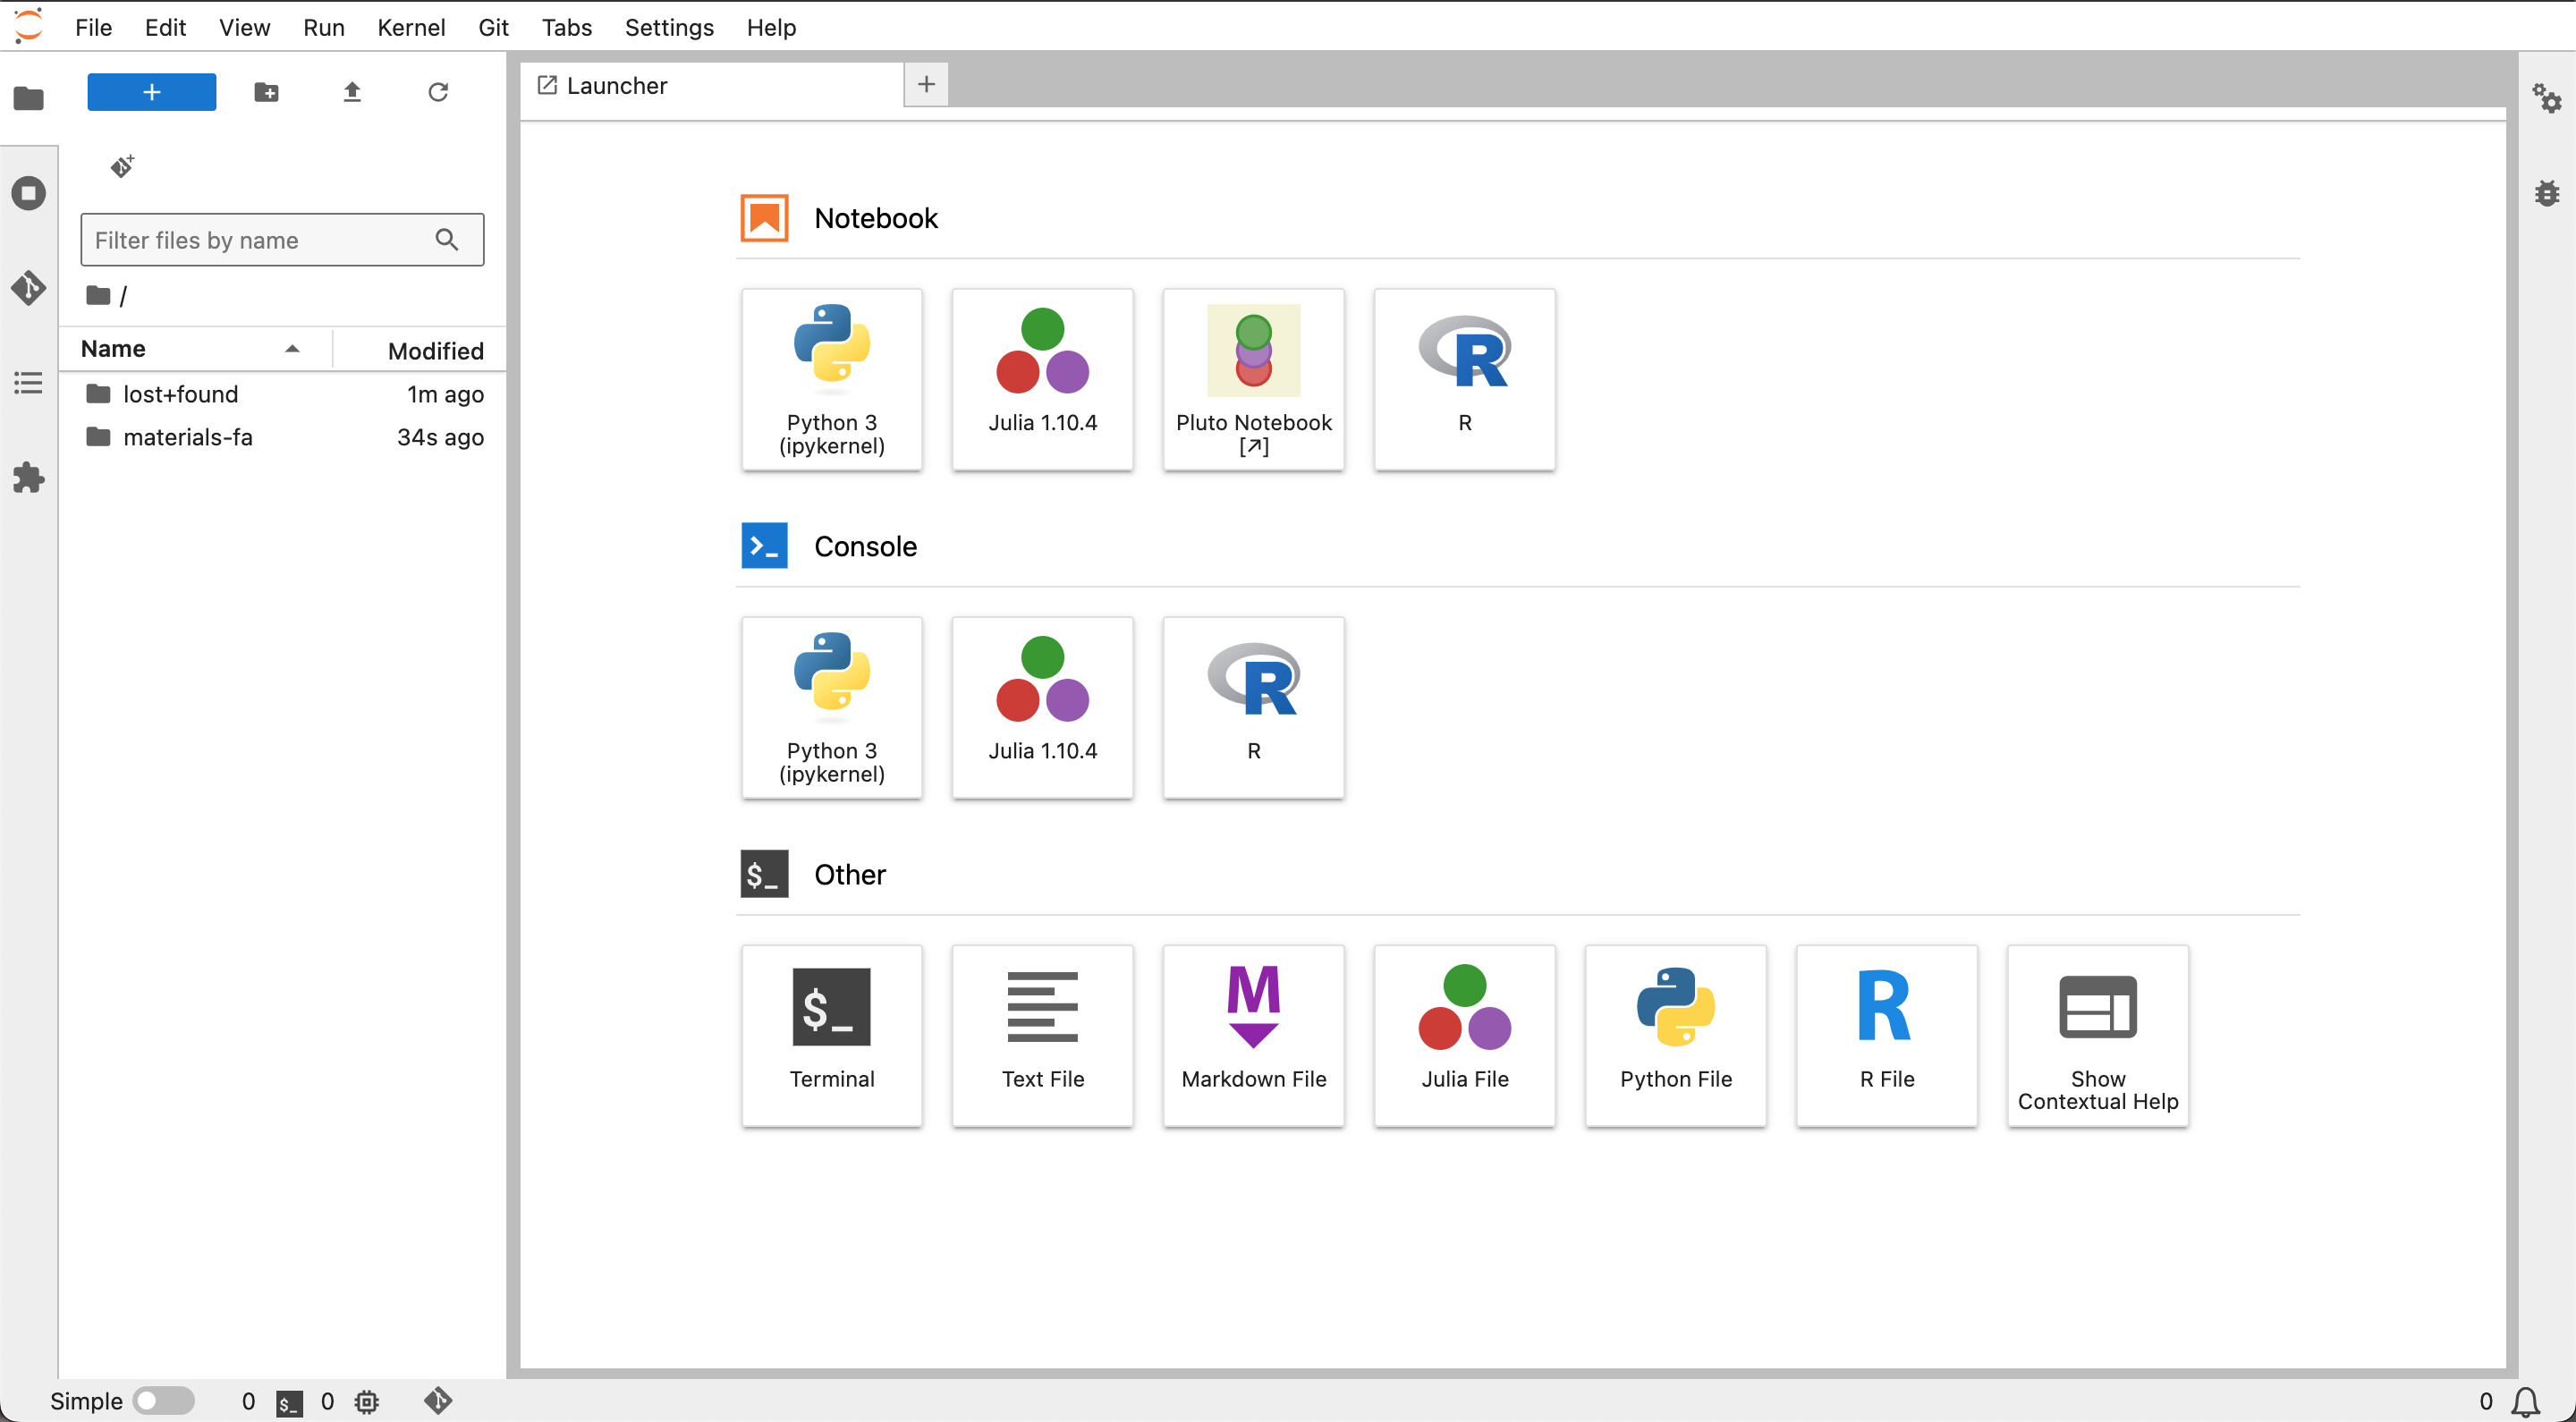 File Edit View Run Kernel Git Tabs Settings Help
Launcher
Filter files by name
/
Name Modified
lost+found 1m ago
materials-fa 34s ago
Notebook
Python 3
(ipykernel)
Julia 1.10.4
Pluto Notebook
[↗]
R
Console
Python 3
(ipykernel)
Julia 1.10.4
R
$_ Other
$_
Terminal
Text File
M
Markdown File
Julia File
Python File
R
R File
Show
Contextual Help
Simple 0 $_ 0 0